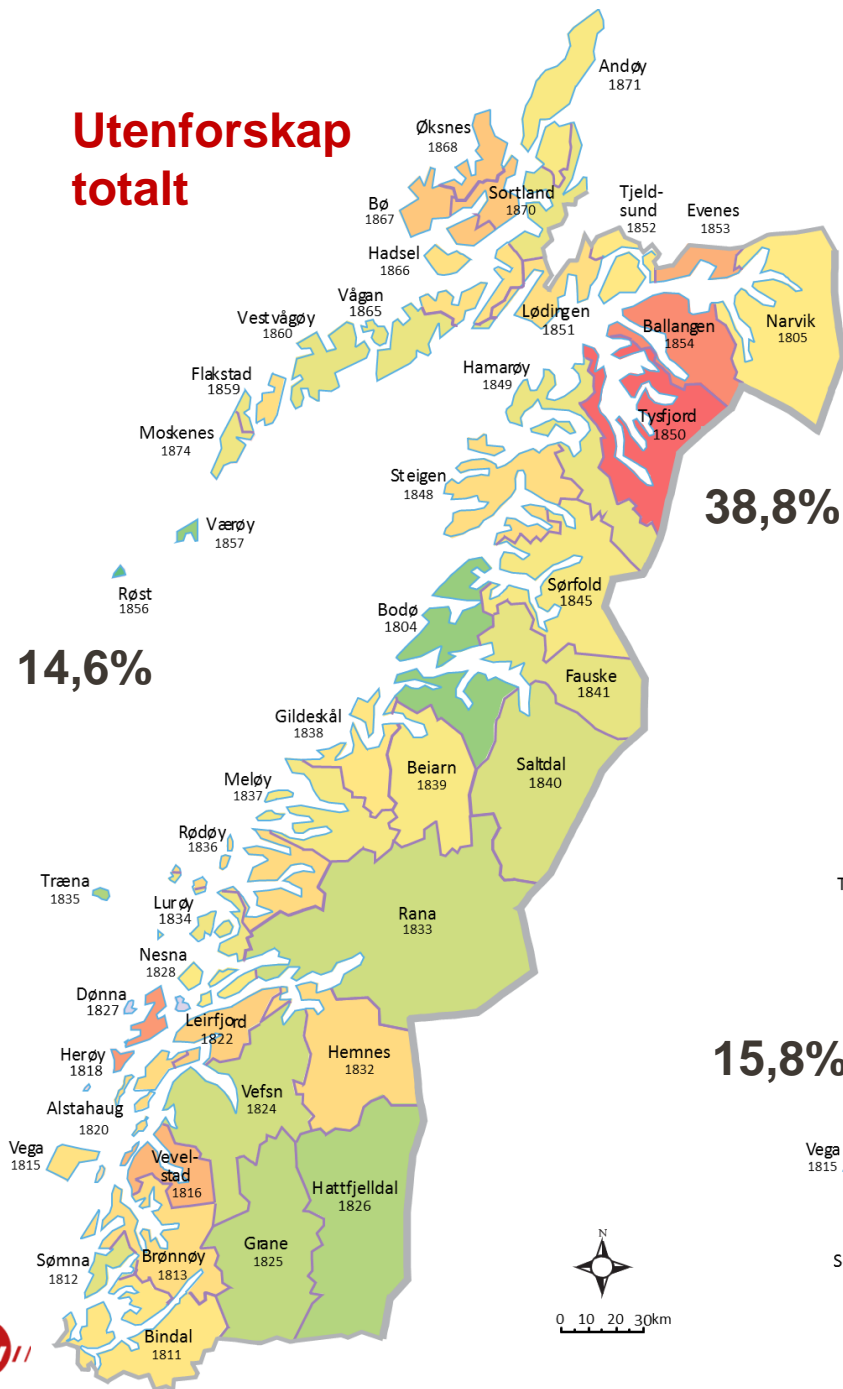 Utenforskap
totalt
Andøy
1871
Øksnes
1868
Bø
1867
Sortland
1870
Tjeld-
sund
1852
Evenes
1853
Hadsel
1866
Vågan
1865
Vestvågøy
1860
Lødingen
1851
Ballangen
1854
Narvik
1805
Flakstad
1859
Hamarøy
1849
Moskenes
1874
Tysfjord
1850
Steigen
1848
38,8%
Værøy
1857
Røst
1856
Sørfold
1845
Bodø
1804
14,6%
Fauske
1841
Gildeskål
1838
Beiarn
1839
Saltdal
1840
Meløy
1837
Rødøy
1836
Træna
1835
T
Lurøy
1834
Rana
1833
Nesna
1828
Dønna
1827
Leirfjord
1822
Herøy
1818
Hemnes
1832
15,8%
Vefsn
1824
Alstahaug
1820
Vega
1815
Vevel-
stad
1816
Vega
1815
Hattfjelldal
1826
Grane
1825
N
Sømna
1812
Brønnøy
1813
S
Bindal
1811
0 10 20 30km